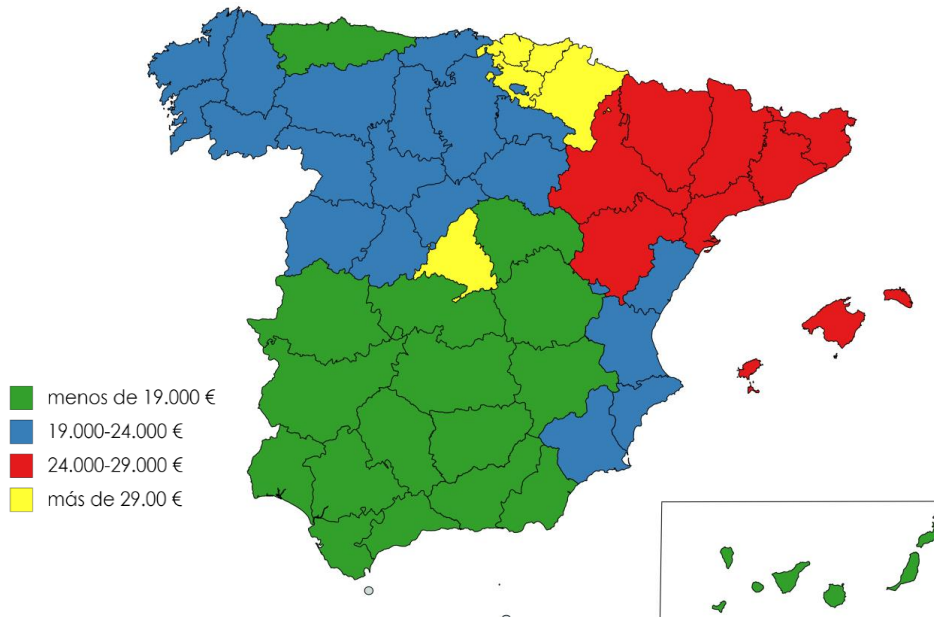 menos de 19.000 €
19.000-24.000 €
24.000-29.000 €
más de 29.00 €